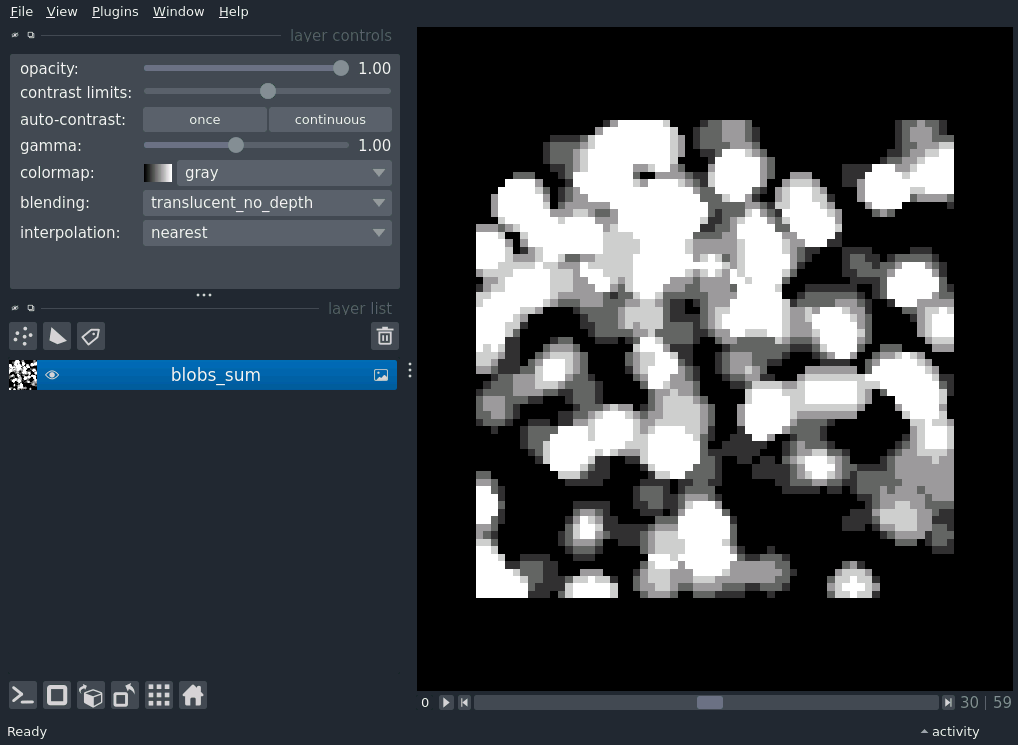 File View Plugins Window Help
layer controls
opacity: 1.00
contrast limits:
auto-contrast: once continuous
gamma: 1.00
colormap: gray
blending: translucent_no_depth
interpolation: nearest
layer list
blobs_sum
0 30 | 59
Ready activity